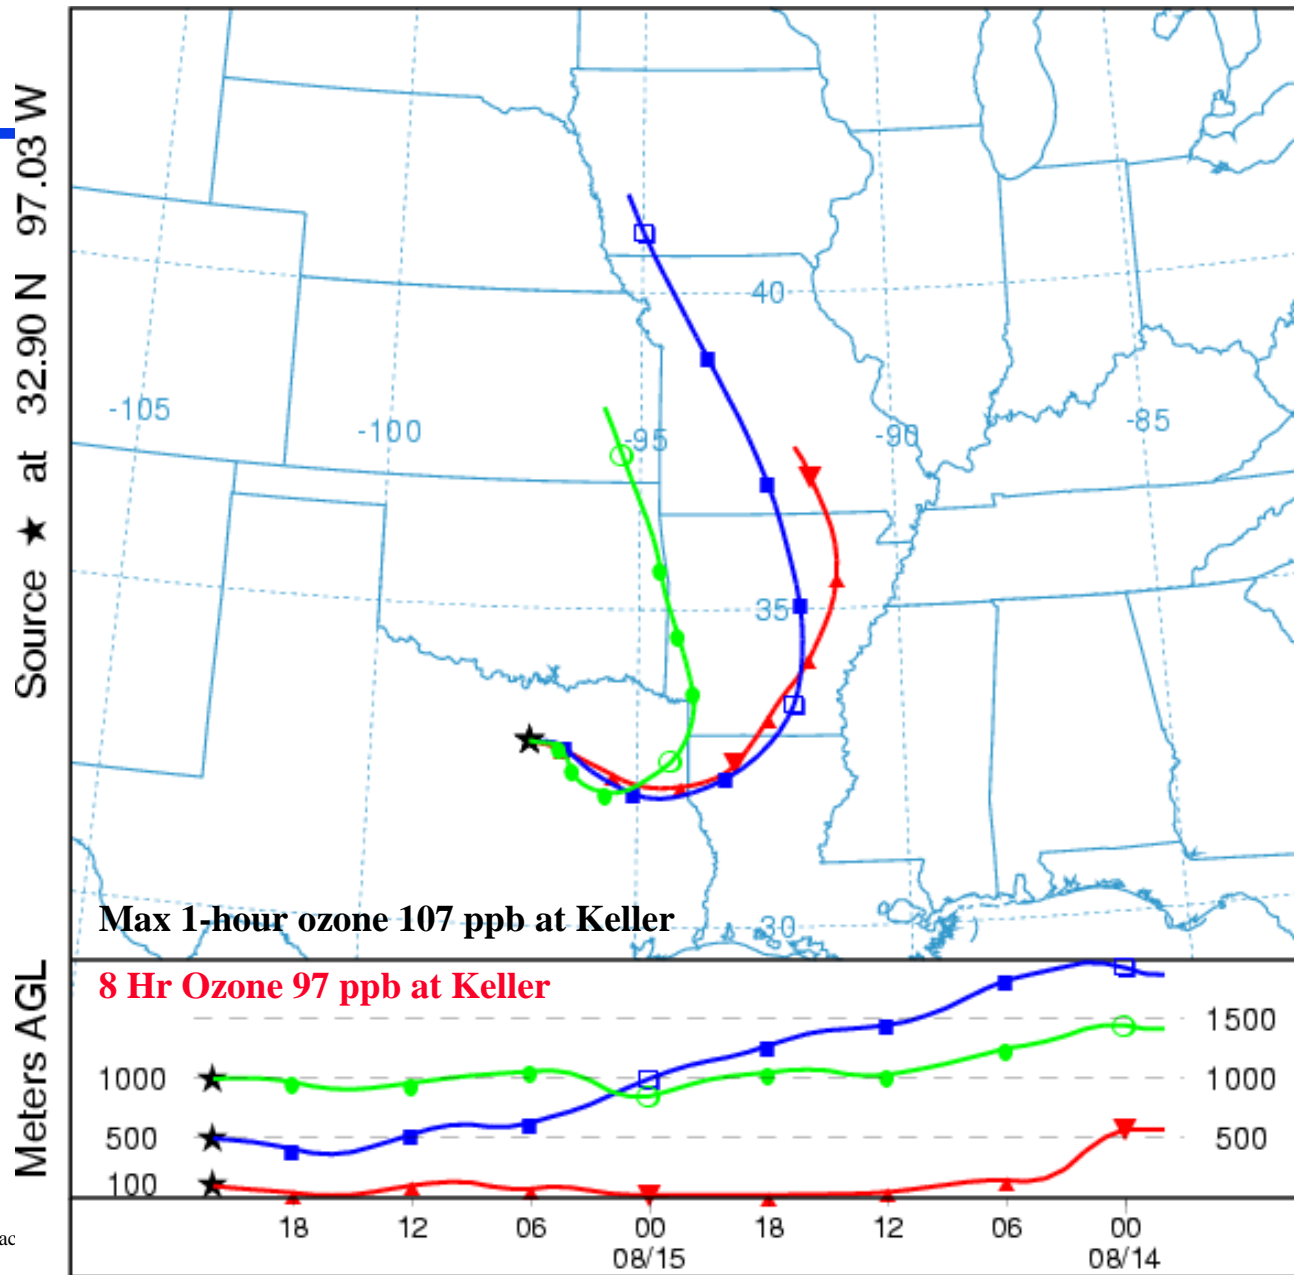 Source ★ at 32.90 N 97.03 W
40
-105
-100
-95
-90
-85
35
30
Max 1-hour ozone 107 ppb at Keller
8 Hr Ozone 97 ppb at Keller
Meters AGL
1500
1000
1000
500
500
100
18 12 06 00 18 12 06 00
08/15 08/14
ac